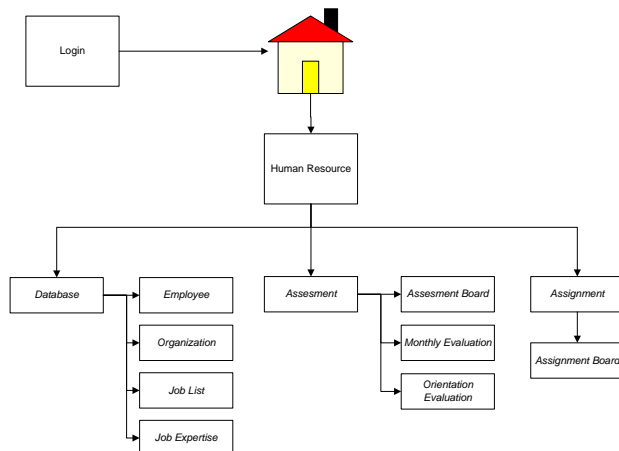 Login
Human Resource
Database
Employee
Assesment
Assesment Board
Assignment
Organization
Monthly Evaluation
Assignment Board
Job List
Orientation
Evaluation
Job Expertise